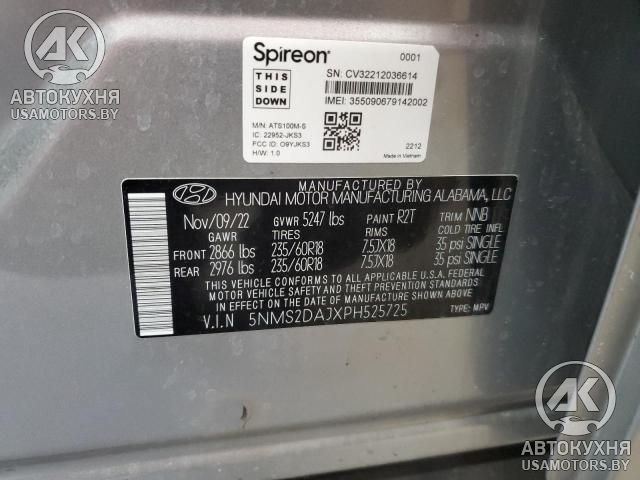 АВТОКУХНЯ
USAMOTORS.BY
Spireon
0001
THIS
SIDE
DOWN
SN: CV32212036614
IMEI: 355090679142002
M/N: ATS100M-S
IC: 22952-JKS3
FCC ID: O9YJKS3
H/W: 1.0
2212
Made in Vietnam
MANUFACTURED BY
HYUNDAI MOTOR MANUFACTURING ALABAMA, LLC
Nov/09/22 GVWR 5247 lbs PAINT R2T TRIM NNB
GAWR TIRES RIMS COLD TIRE INFL
FRONT 2866 lbs 235/60R18 7.5JX18 35 psi SINGLE
REAR 2976 lbs 235/60R18 7.5JX18 35 psi SINGLE
THIS VEHICLE CONFORMS TO ALL APPLICABLE U.S.A. FEDERAL
MOTOR VEHICLE SAFETY AND THEFT PREVENTION STANDARDS IN
EFFECT ON THE DATE OF MANUFACTURE SHOWN ABOVE.
V.I.N 5NMS2DAJXPH525725 TYPE: MPV
АК
АВТОКУХНЯ
USAMOTORS.BY